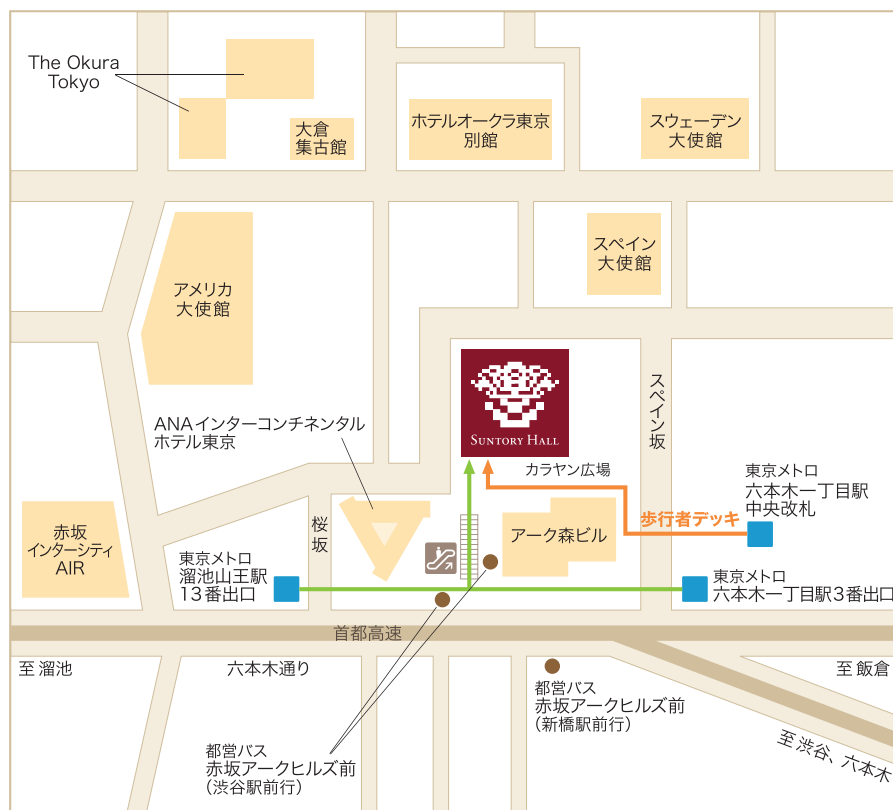 The Okura
Tokyo
大倉
集古館
ホテルオークラ東京
別館
スウェーデン
大使館
スペイン
大使館
アメリカ
大使館
SUNTORY HALL
スペイン坂
ANAインターコンチネンタル
ホテル東京
カラヤン広場
東京メトロ
六本木一丁目駅
中央改札
歩行者デッキ
赤坂
インターシティ
AIR
桜坂
アーク森ビル
東京メトロ
溜池山王駅
13番出口
東京メトロ
六本木一丁目駅3番出口
首都高速
至 溜池
六本木通り
至 飯倉
都営バス
赤坂アークヒルズ前
(新橋駅前行)
都営バス
赤坂アークヒルズ前
(渋谷駅前行)
至 渋谷、六本木